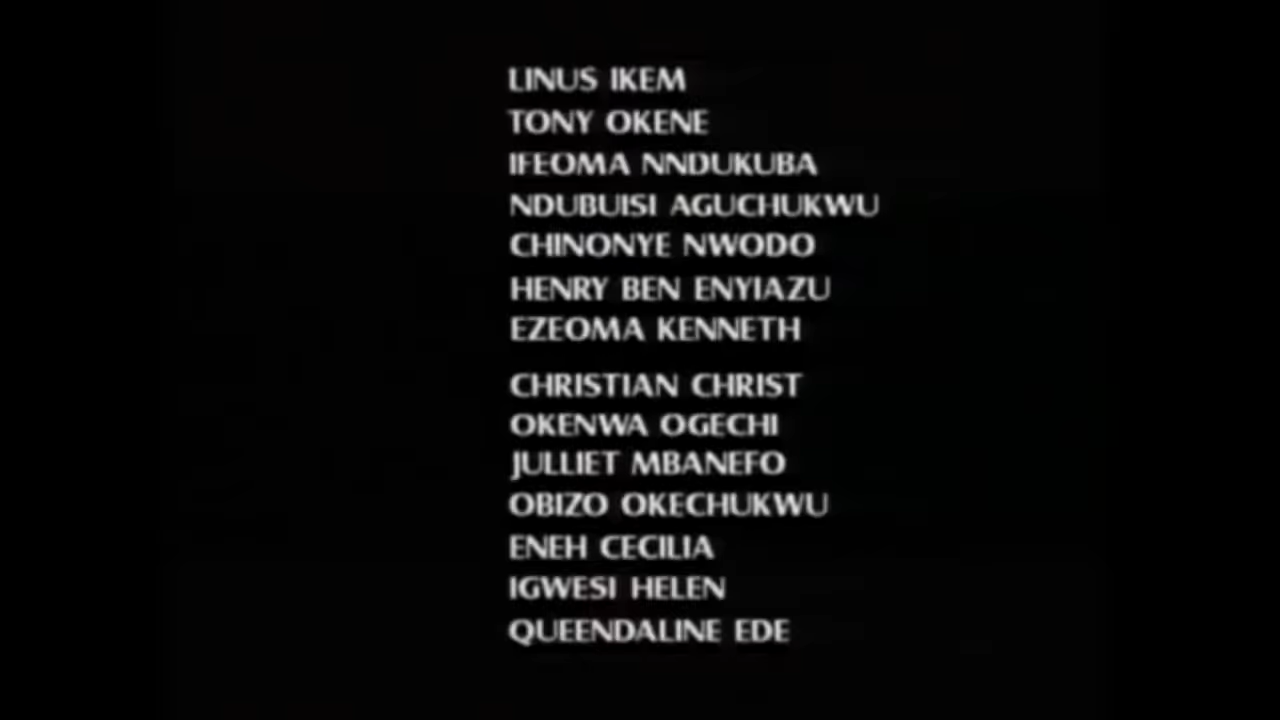 LINUS IKEM
TONY OKENE
IFEOMA NNDUKUBA
NDUBUISI AGUCHUKWU
CHINONYE NWODO
HENRY BEN ENYIAZU
EZEOMA KENNETH
CHRISTIAN CHRIST
OKENWA OGECHI
JULLIET MBANEFO
OBIZO OKECHUKWU
ENEH CECILIA
IGWESI HELEN
QUEENDALINE EDE